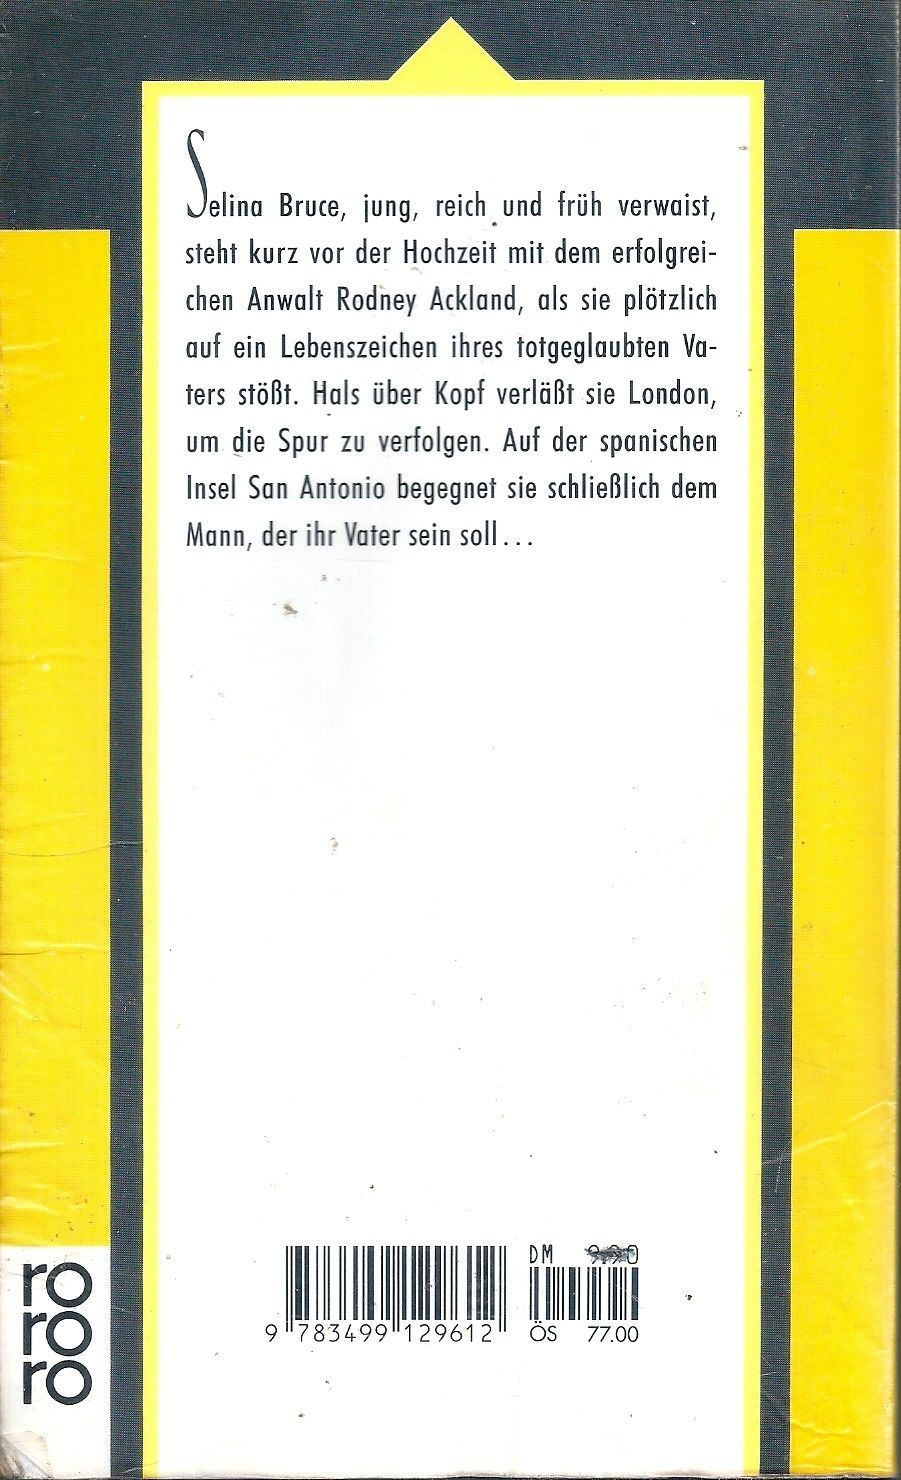 Selina Bruce, jung, reich und früh verwaist,
steht kurz vor der Hochzeit mit dem erfolgrei-
chen Anwalt Rodney Ackland, als sie plötzlich
auf ein Lebenszeichen ihres totgeglaubten Va-
ters stößt. Hals über Kopf verläßt sie London,
um die Spur zu verfolgen. Auf der spanischen
Insel San Antonio begegnet sie schließlich dem
Mann, der ihr Vater sein soll...
DM
9 783499 129612
ÖS 77.00
ro
ro
ro